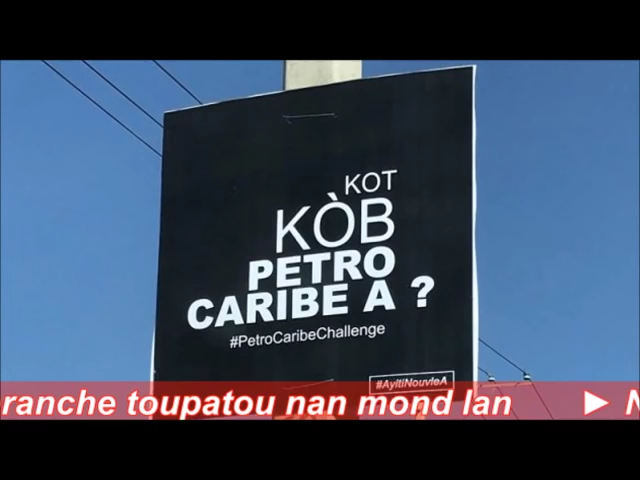 KOT
KÒB
PETRO
CARIBE A ?
#PetroCaribeChallenge
#AyitiNouvleA
ranche toupatou nan mond lan ► N